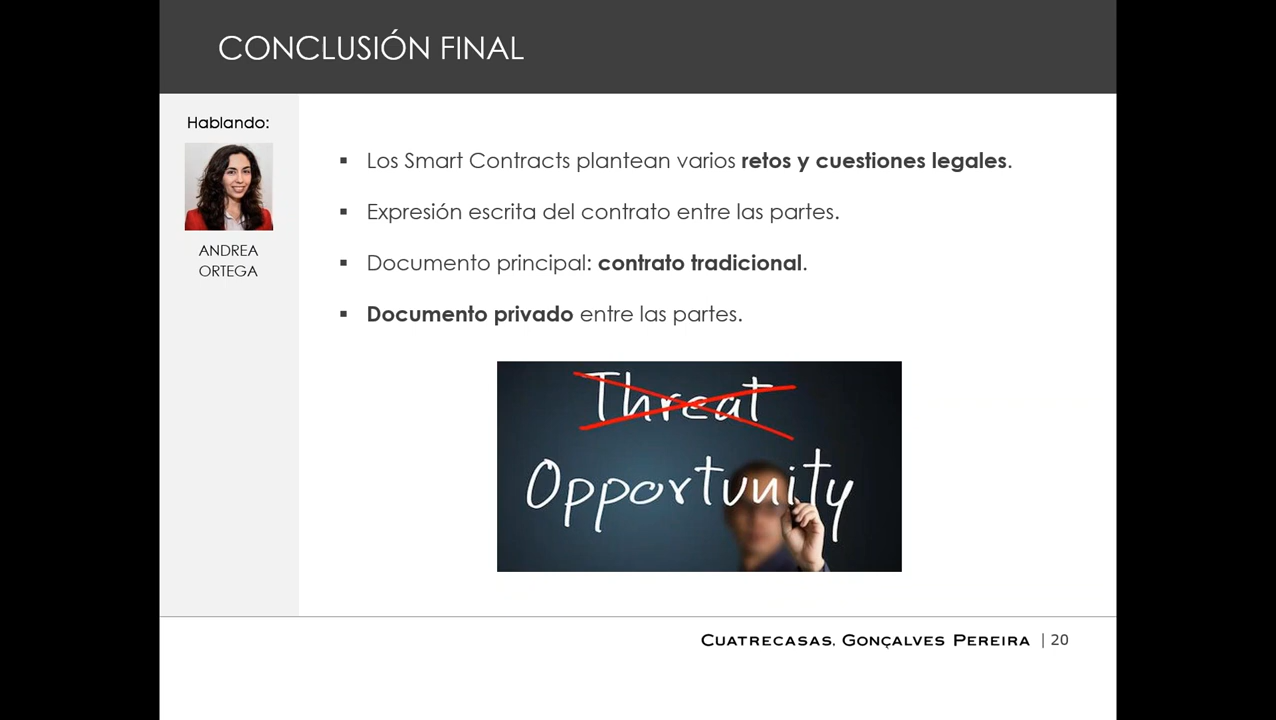 CONCLUSIÓN FINAL
Hablando:
ANDREA
ORTEGA
▪ Los Smart Contracts plantean varios retos y cuestiones legales.
▪ Expresión escrita del contrato entre las partes.
▪ Documento principal: contrato tradicional.
▪ Documento privado entre las partes.
Threat
Opportunity
CUATRECASAS, GONÇALVES PEREIRA | 20